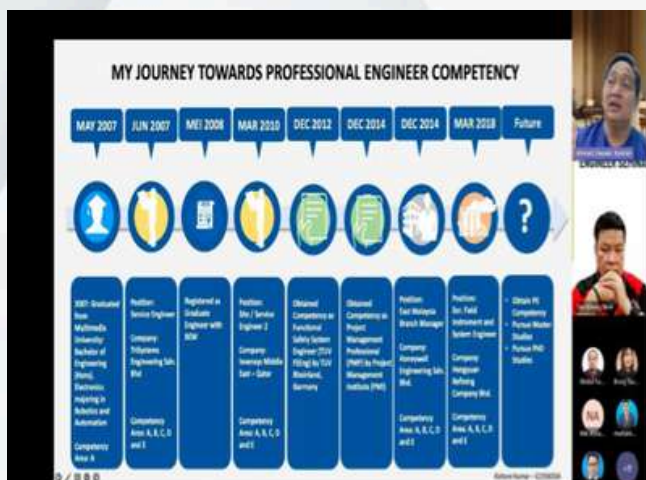 MY JOURNEY TOWARDS PROFESSIONAL ENGINEER COMPETENCY
MAY 2007
JUN 2007
MEI 2008
MAR 2010
DEC 2012
DEC 2014
DEC 2014
MAR 2018
Future
?
2007: Graduated
from
Multimedia
University:
Bachelor of
Engineering
(Hons).
Electronics
majoring in
Robotics and
Automation
Competency
Area: A
Position:
Service Engineer
Company:
Engineering Sdn.
Bhd
Competency
Area: A, B, C, D
and E
Registered as
Graduate
Engineer with
BEM
Position:
Site / Service
Engineer 2
Company:
Invensys Middle
East - Qatar
Competency
Area: A, B, C, D
and E
Obtained
Competency as
Functional
Safety System
Engineer (TUV
FSEng) by TUV
Rheinland,
Germany
Obtained
Competency as
Project
Management
Professional
(PMP) by Project
Management
Institute (PMI)
Position:
East Malaysia
Branch Manager
Company:
Honeywell
Engineering Sdn.
Bhd.
Competency
Area: A, B, C, D
and E
Position:
Snr. Field
Instrument and
System Engineer
Company:
Hengyuan
Refining
Company Bhd.
Competency
Area: A, B, C, D
and E
• Obtain PE
Competency
• Pursue Master
Studies
• Pursue PhD
Studies
NA